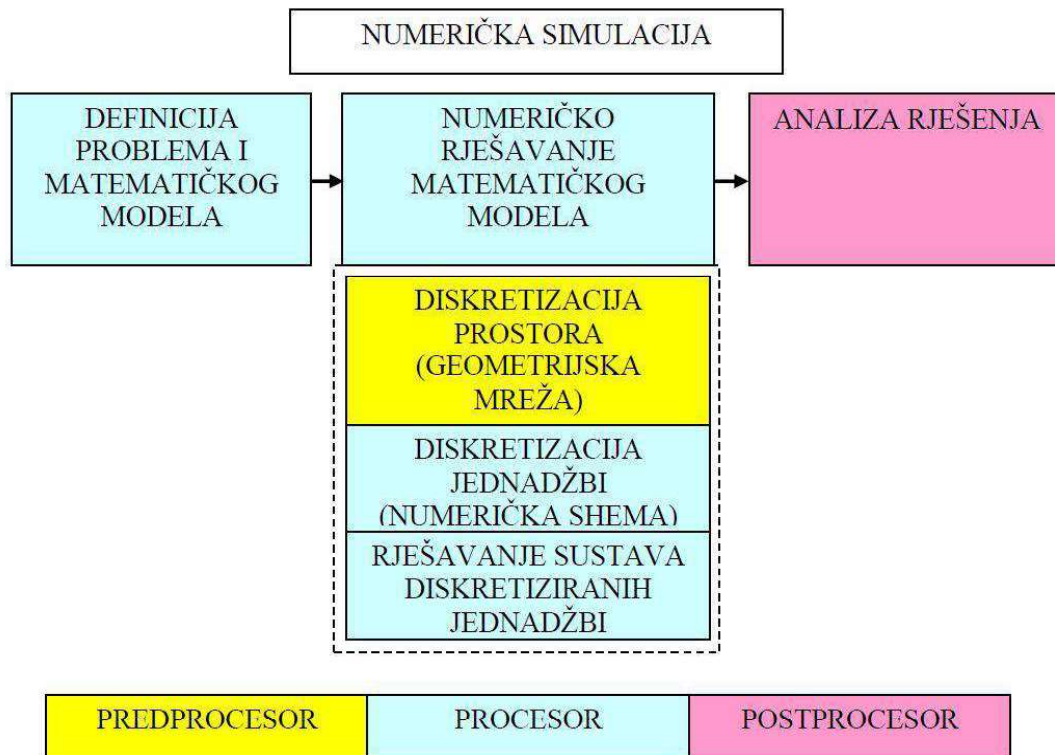 NUMERIČKA SIMULACIJA
DEFINICIJA
PROBLEMA I
MATEMATIČKOG
MODELA
NUMERIČKO
RJEŠAVANJE
MATEMATIČKOG
MODELA
ANALIZA RJEŠENJA
DISKRETIZACIJA
PROSTORA
(GEOMETRIJSKA
MREŽA)
DISKRETIZACIJA
JEDNADŽBI
(NUMERIČKA SHEMA)
RJEŠAVANJE SUSTAVA
DISKRETIZIRANIH
JEDNADŽBI
PREDPROCESOR
PROCESOR
POSTPROCESOR